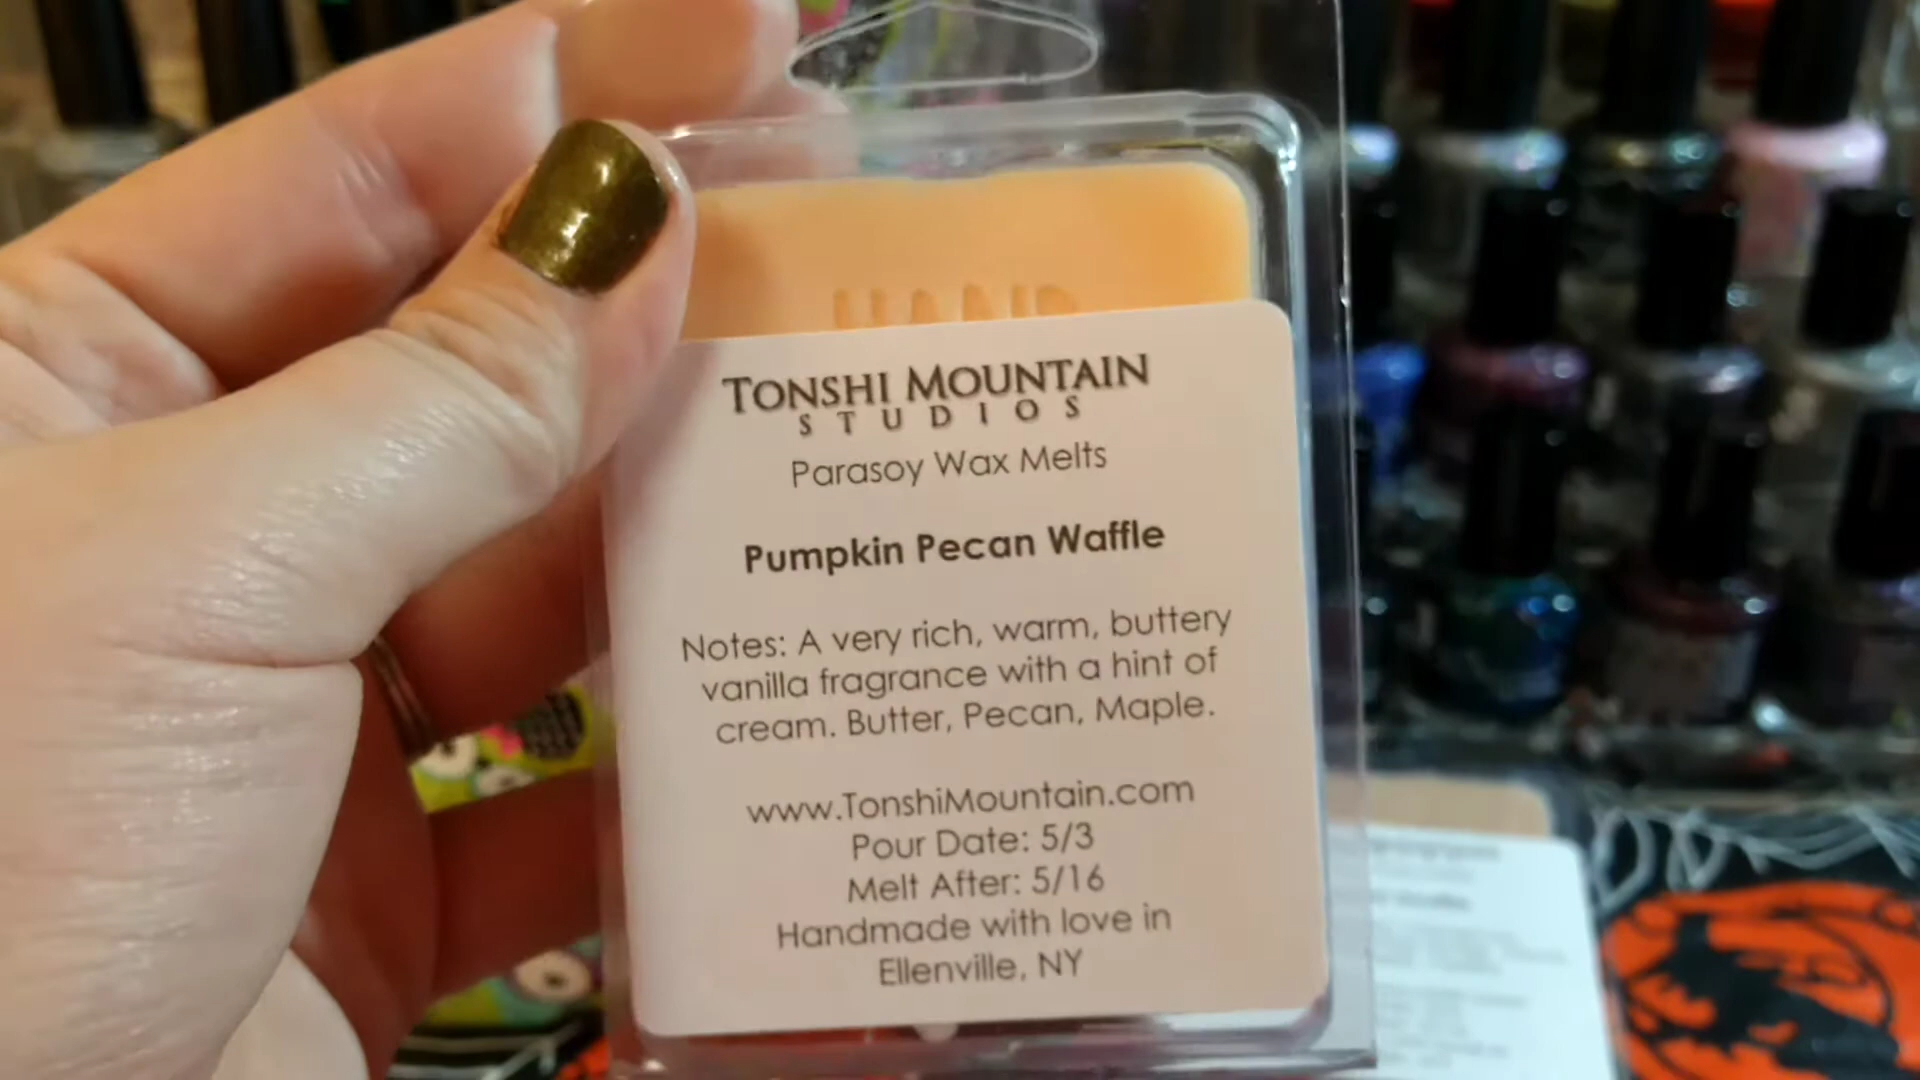 HAND
TONSHI MOUNTAIN
STUDIOS
Parasoy Wax Melts
Pumpkin Pecan Waffle
Notes: A very rich, warm, buttery
vanilla fragrance with a hint of
cream. Butter, Pecan, Maple.
www.TonshiMountain.com
Pour Date: 5/3
Melt After: 5/16
Handmade with love in
Ellenville, NY